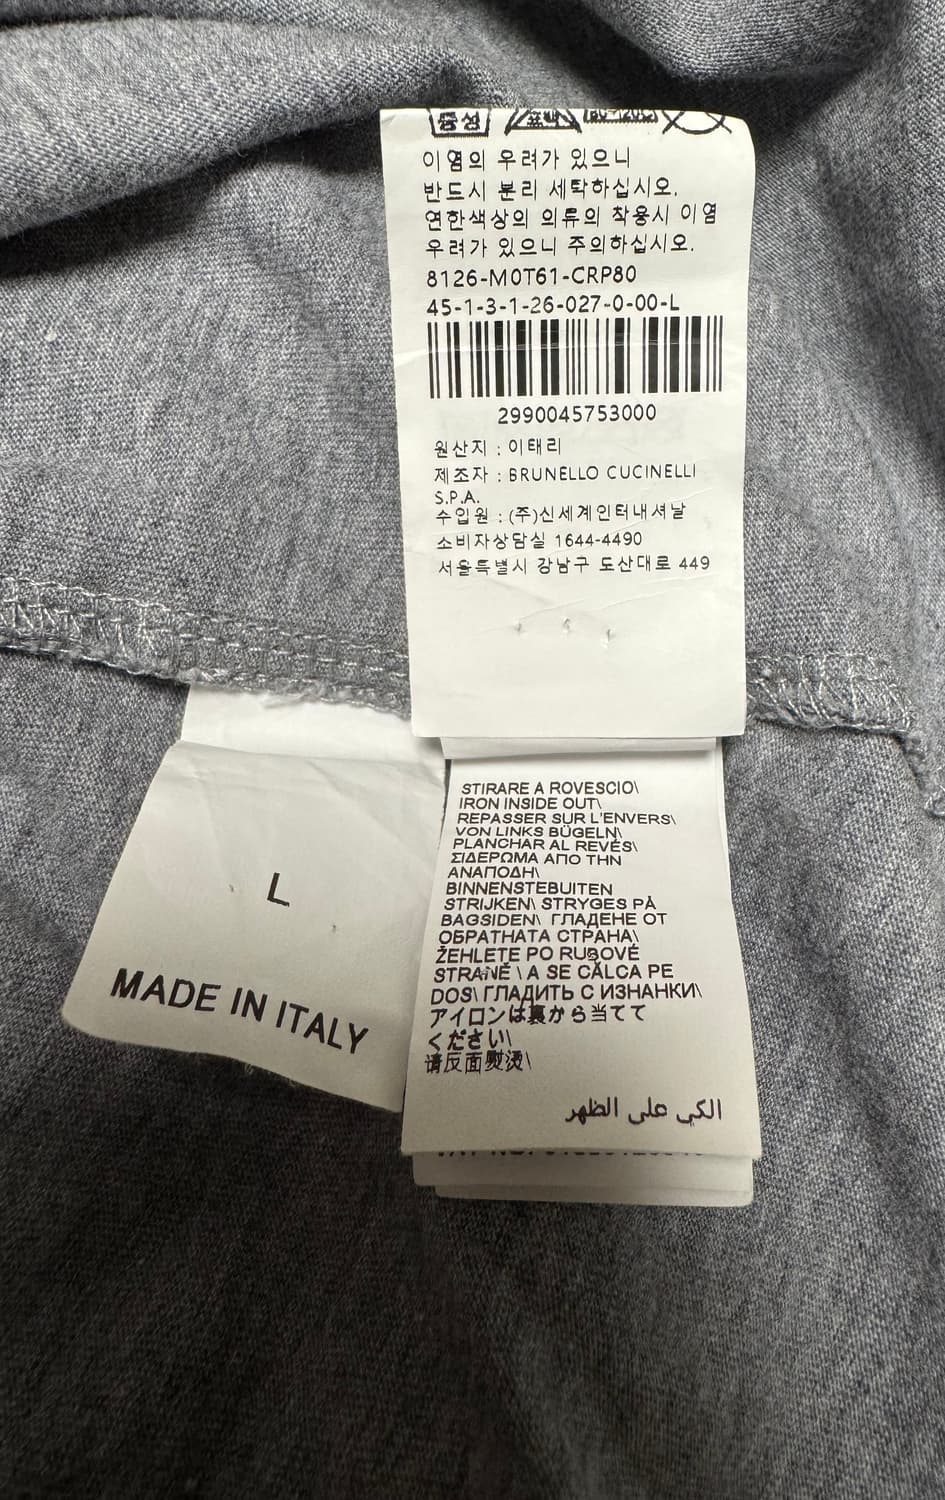 중성 표백 80~120℃
이염의 우려가 있으니
반드시 분리 세탁하십시오.
연한색상의 의류의 착용시 이염
우려가 있으니 주의하십시오.
8126-M0T61-CRP80
45-1-3-1-26-027-0-00-L
2990045753000
원산지 : 이태리
제조자 : BRUNELLO CUCINELLI
S.P.A.
수입원 : (주)신세계인터내셔날
소비자상담실 1644-4490
서울특별시 강남구 도산대로 449
L
MADE IN ITALY
STIRARE A ROVESCIO\
IRON INSIDE OUT\
REPASSER SUR L'ENVERS\
VON LINKS BÜGELN\
PLANCHAR AL REVÉS\
ΣΙΔΕΡΩΜΑ ΑΠΟ ΤΗΝ
ΑΝΑΠΟΔΗ\
BINNENSTEBUITEN
STRIJKEN\ STRYGES PÅ
BAGSIDEN\ ГЛАДЕНЕ ОТ
ОБРАТНАТА СТРАНА\
ŽEHLETE PO RUBOVÉ
STRANĚ \ A SE CĂLCA PE
DOS\ ГЛАДИТЬ С ИЗНАНКИ\
アイロンは裏から当てて
ください\
请反面熨烫\
الكي على الظهر